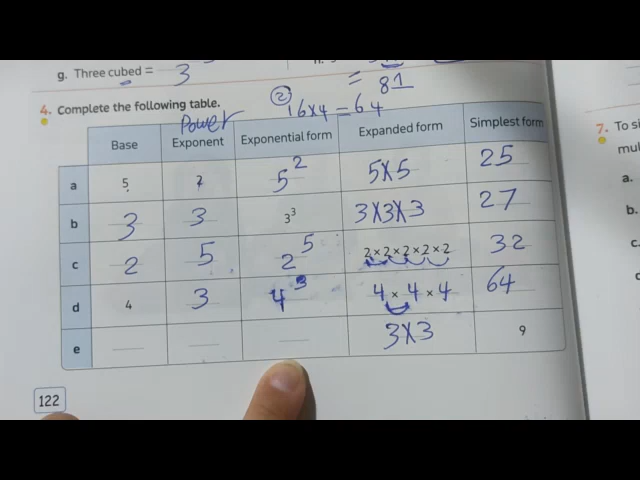 g. Three cubed = 3
= 81
4. Complete the following table.
② 16x4 = 64
Power
Base Exponent Exponential form Expanded form Simplest form
a 5 2 5² 5x5 25
b 3 3 3³ 3x3x3 27
c 2 5 2⁵ 2 × 2 × 2 × 2 × 2 32
d 4 3 4³ 4 × 4 × 4 64
e 3x3 9
122
7. To si
mul
a.
b.
c.